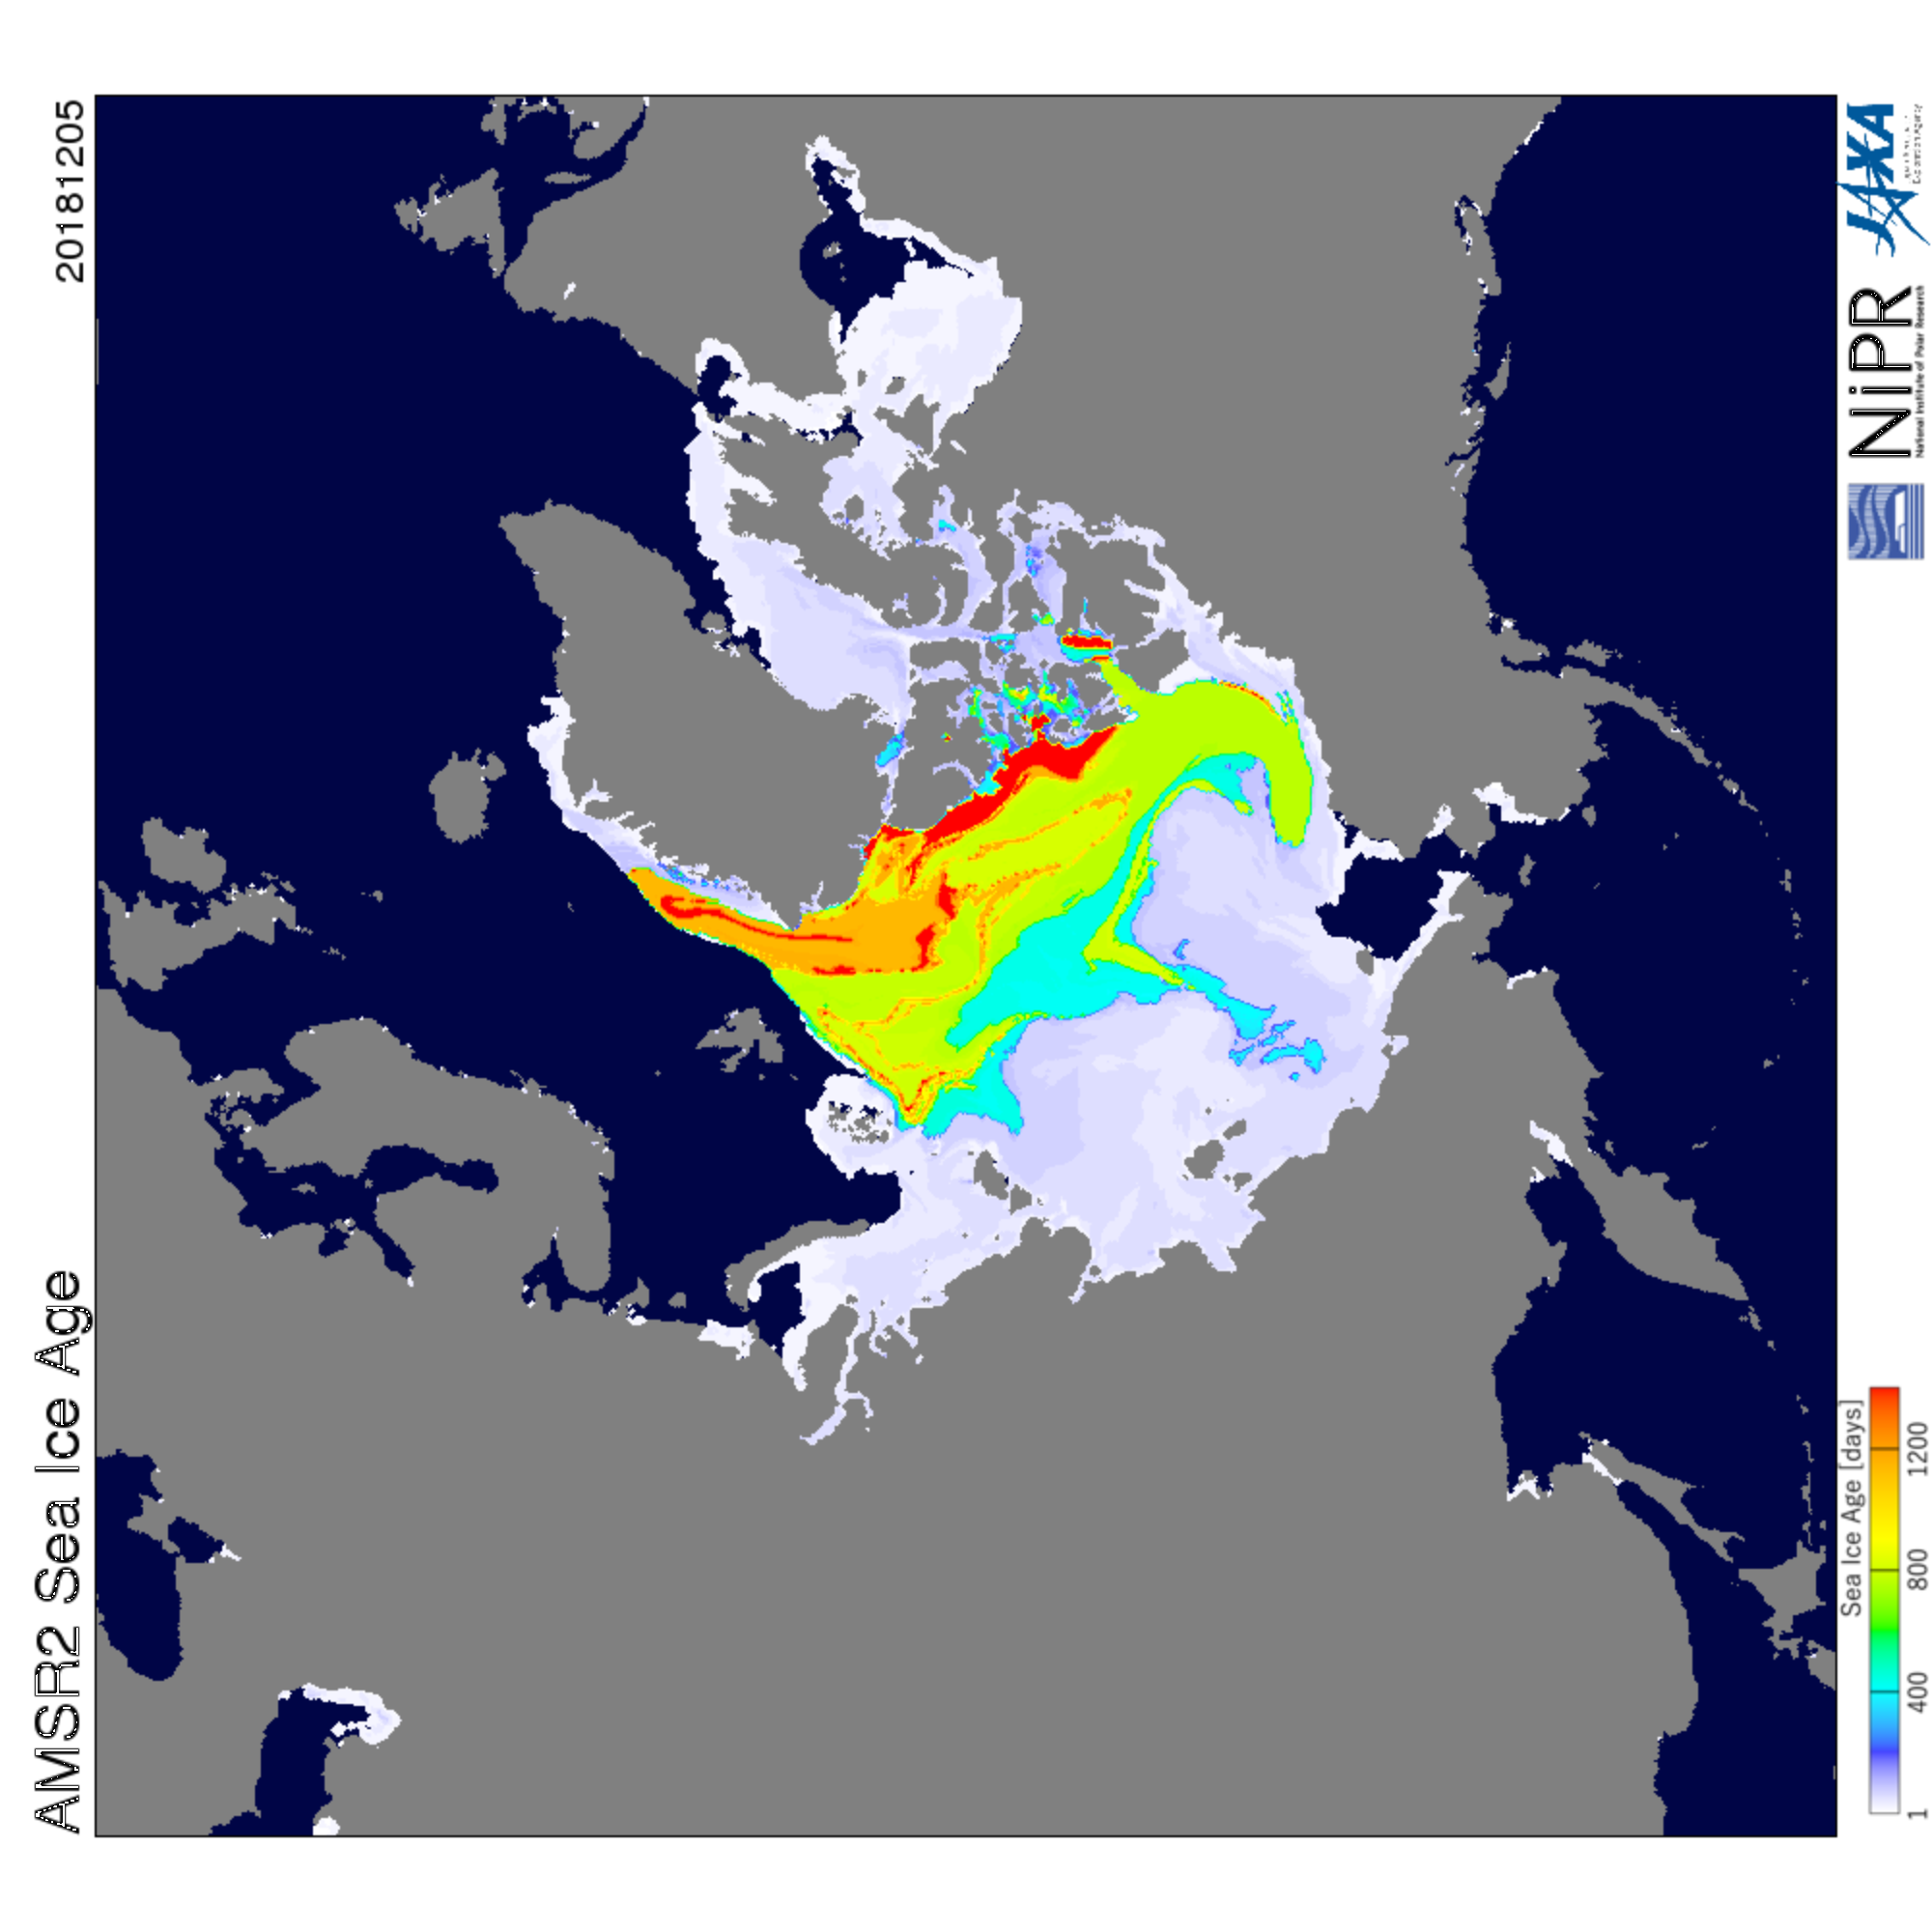 AMSR2 Sea Ice Age
20181205
Sea Ice Age [days]
1 400 800 1200
NiPR
National Institute of Polar Research
JAXA